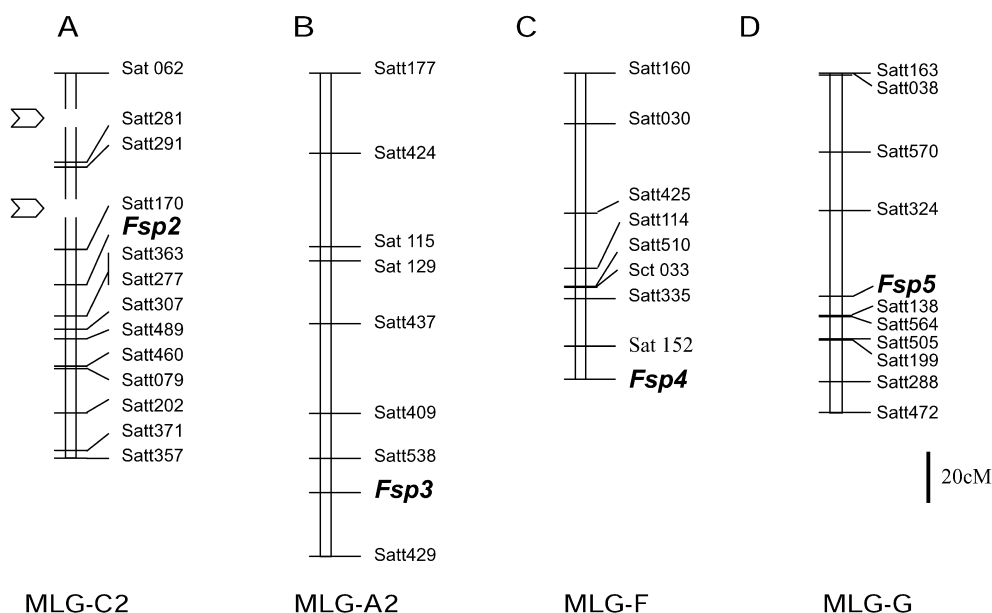 A
Sat 062
Satt281
Satt291
Satt170
Fsp2
Satt363
Satt277
Satt307
Satt489
Satt460
Satt079
Satt202
Satt371
Satt357
MLG-C2
B
Satt177
Satt424
Sat 115
Sat 129
Satt437
Satt409
Satt538
Fsp3
Satt429
MLG-A2
C
Satt160
Satt030
Satt425
Satt114
Satt510
Sct 033
Satt335
Sat 152
Fsp4
MLG-F
D
Satt163
Satt038
Satt570
Satt324
Fsp5
Satt138
Satt564
Satt505
Satt199
Satt288
Satt472
20cM
MLG-G